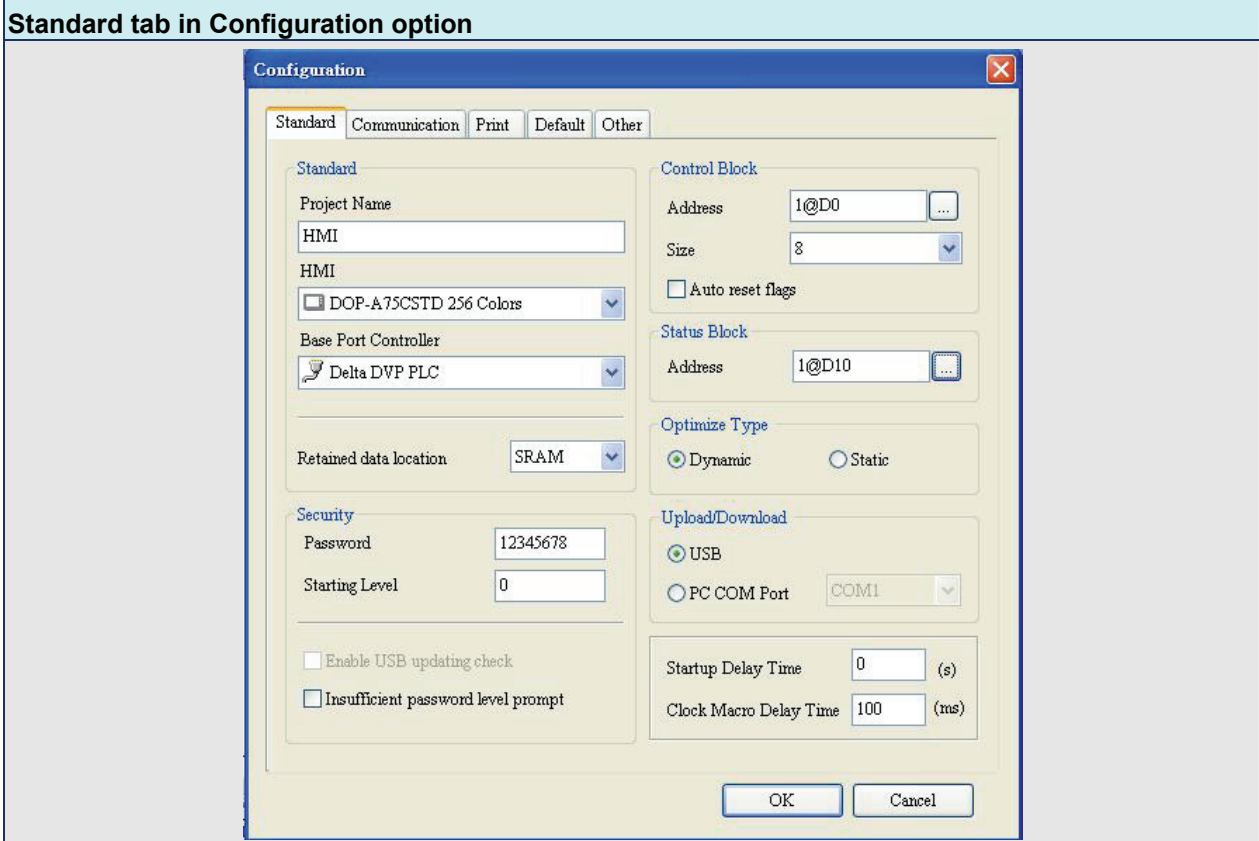 Standard tab in Configuration option
Configuration
Standard Communication Print Default Other
Standard
Project Name
HMI
HMI
DOP-A75CSTD 256 Colors
Base Port Controller
Delta DVP PLC
Retained data location SRAM
Security
Password 12345678
Starting Level 0
Enable USB updating check
Insufficient password level prompt
Control Block
Address 1@D0 ...
Size 8
Auto reset flags
Status Block
Address 1@D10 ...
Optimize Type
Dynamic Static
Upload/Download
USB
PC COM Port COM1
Startup Delay Time 0 (s)
Clock Macro Delay Time 100 (ms)
OK Cancel